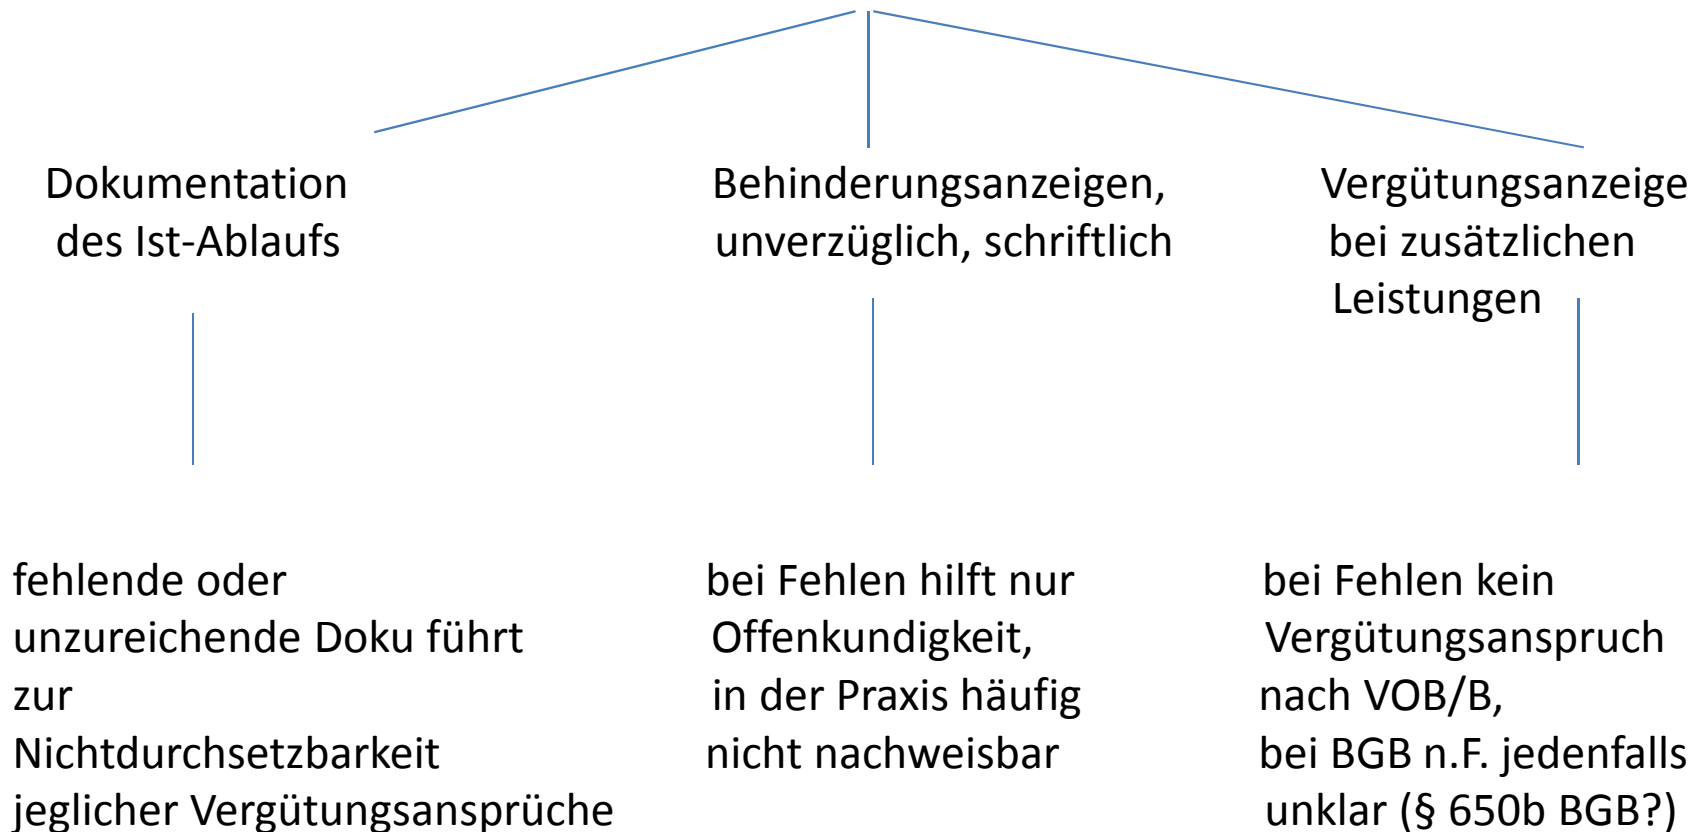 Dokumentation
des Ist-Ablaufs
Behinderungsanzeigen,
unverzüglich, schriftlich
Vergütungsanzeige
bei zusätzlichen
Leistungen
fehlende oder
unzureichende Doku führt
zur
Nichtdurchsetzbarkeit
jeglicher Vergütungsansprüche
bei Fehlen hilft nur
Offenkundigkeit,
in der Praxis häufig
nicht nachweisbar
bei Fehlen kein
Vergütungsanspruch
nach VOB/B,
bei BGB n.F. jedenfalls
unklar (§ 650b BGB?)